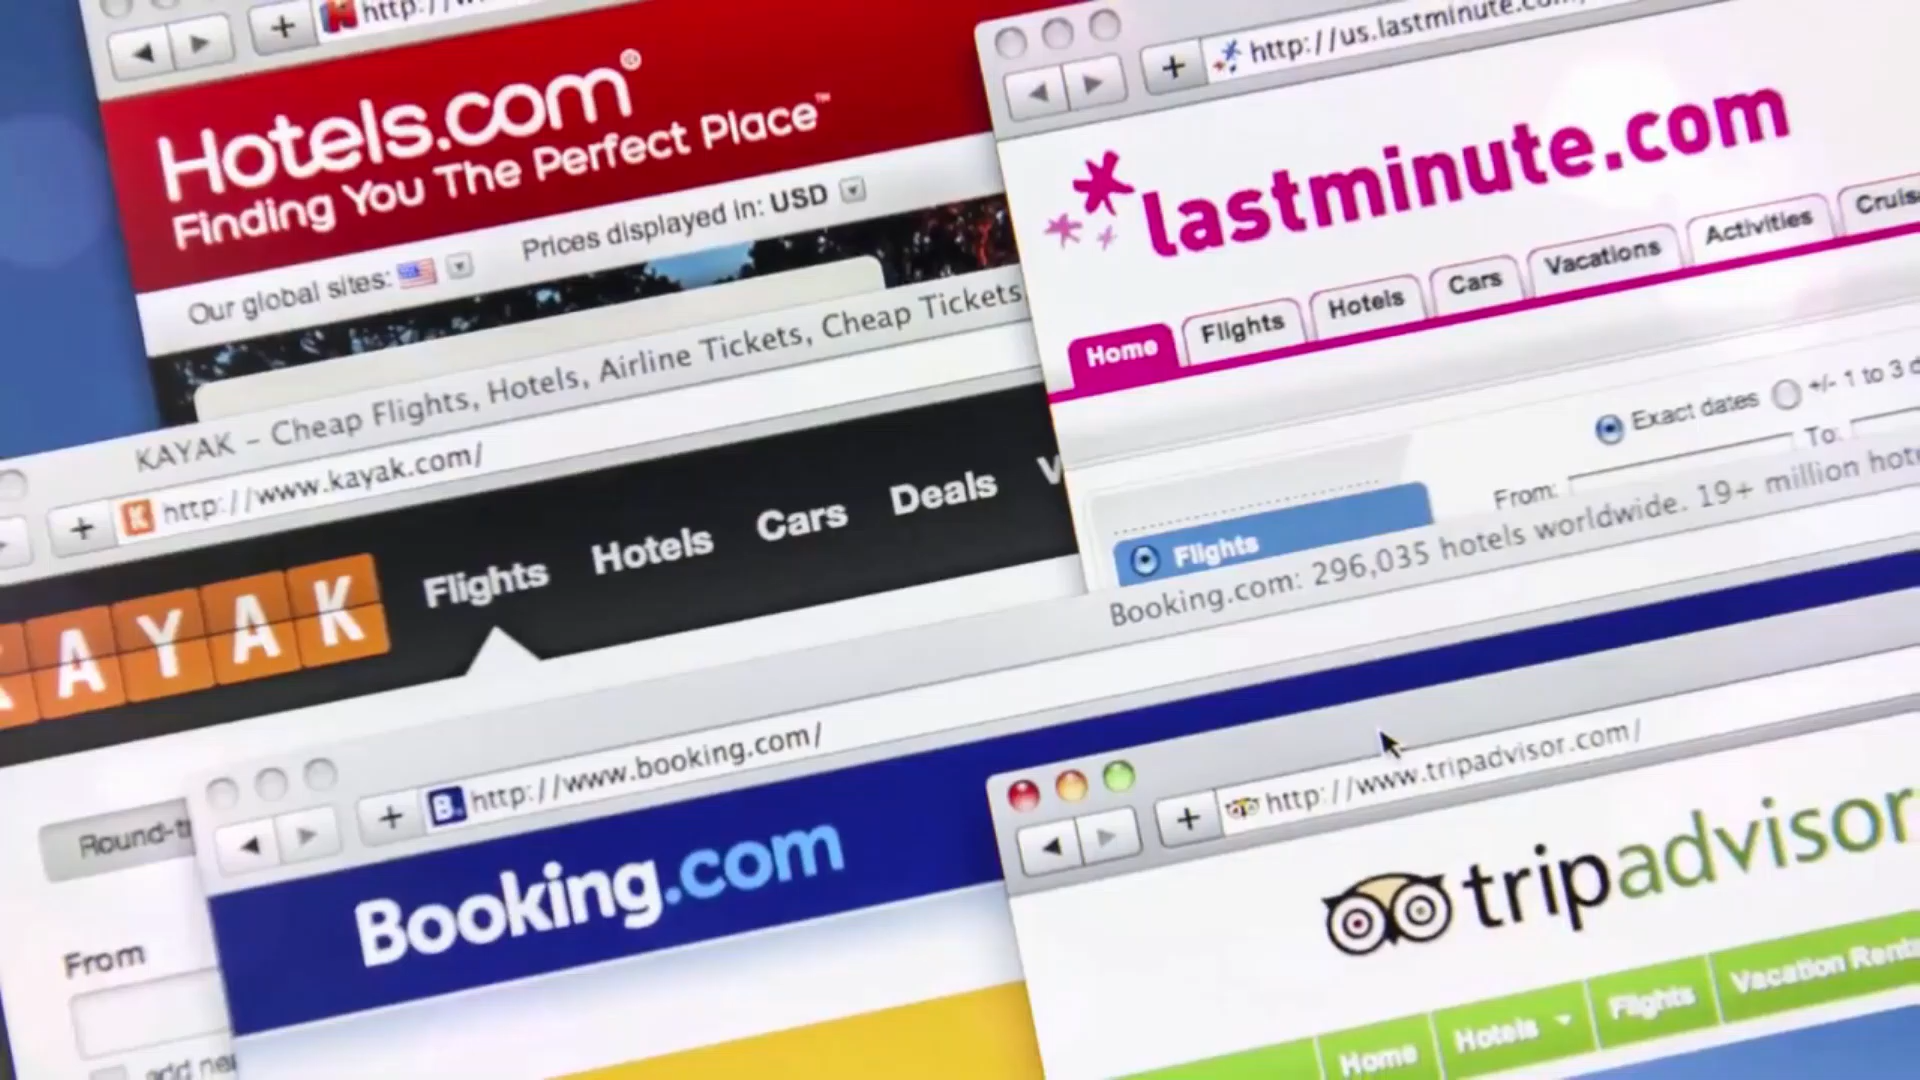 http://
Hotels.com®
Finding You The Perfect Place™
Our global sites:
Prices displayed in: USD
http://us.lastminute.com
lastminute.com
Home Flights Hotels Cars Vacations Activities
Exact dates +/- 1 to 3
From: To:
Flights
KAYAK – Cheap Flights, Hotels, Airline Tickets, Cheap Tickets,
http://www.kayak.com/
KAYAK
Flights Hotels Cars Deals
Round-
From
add
Booking.com: 296,035 hotels worldwide. 19+ million
http://www.booking.com/
B.
Booking.com
http://www.tripadvisor.com/
tripadvisor
Home Hotels Flights Vacation